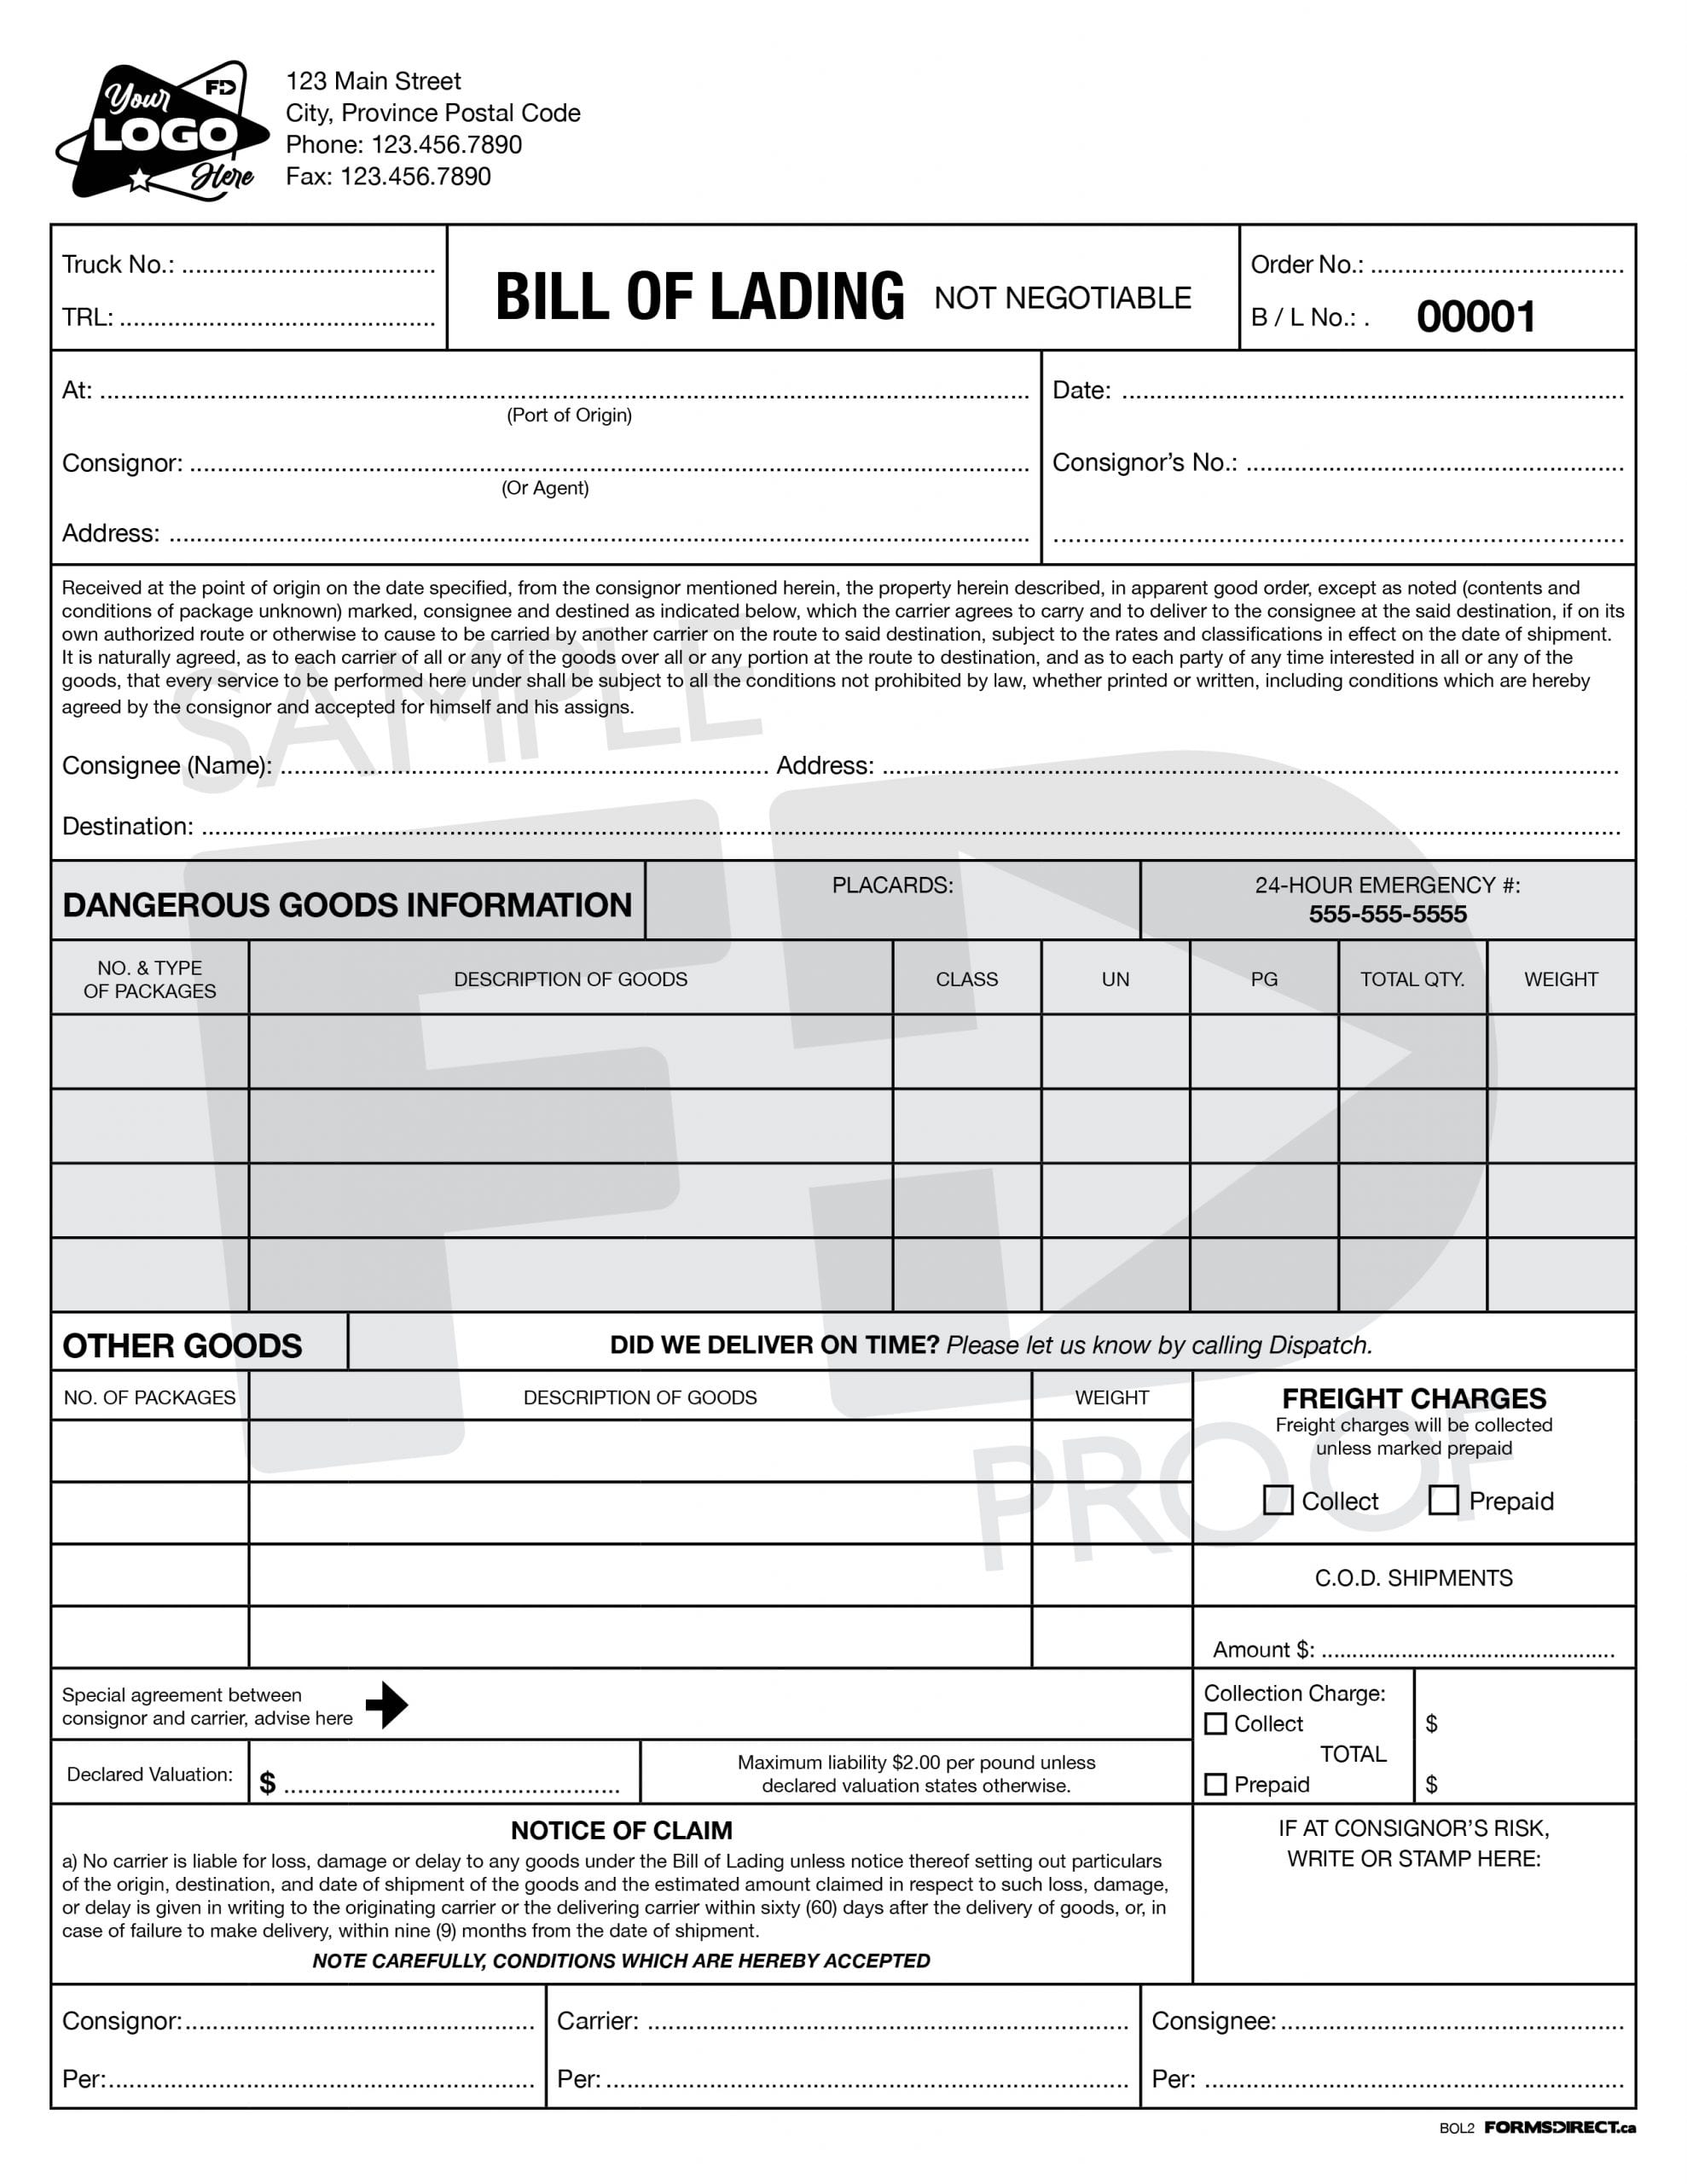 Your
LOGO
Here
FD
123 Main Street
City, Province Postal Code
Phone: 123.456.7890
Fax: 123.456.7890
Truck No.: ......................................
TRL: ...............................................
BILL OF LADING NOT NEGOTIABLE
Order No.: ......................................
B / L No.: . 00001
At: ........................................................................................................................................
(Port of Origin)
Consignor: ..........................................................................................................................
(Or Agent)
Address: .............................................................................................................................
Date: ..........................................................................
Consignor's No.: ........................................................
....................................................................................
Received at the point of origin on the date specified, from the consignor mentioned herein, the property herein described, in apparent good order, except as noted (contents and
conditions of package unknown) marked, consignee and destined as indicated below, which the carrier agrees to carry and to deliver to the consignee at the said destination, if on its
own authorized route or otherwise to cause to be carried by another carrier on the route to said destination, subject to the rates and classifications in effect on the date of shipment.
It is naturally agreed, as to each carrier of all or any of the goods over all or any portion at the route to destination, and as to each party of any time interested in all or any of the
goods, that every service to be performed here under shall be subject to all the conditions not prohibited by law, whether printed or written, including conditions which are hereby
agreed by the consignor and accepted for himself and his assigns.
SAMPLE
Consignee (Name): ........................................................................ Address: .............................................................................................................
Destination: ..................................................................................................................................................................................................................
FD
DANGEROUS GOODS INFORMATION
PLACARDS:
24-HOUR EMERGENCY #:
555-555-5555
NO. & TYPE
OF PACKAGES
DESCRIPTION OF GOODS
CLASS
UN
PG
TOTAL QTY.
WEIGHT
OTHER GOODS
DID WE DELIVER ON TIME? Please let us know by calling Dispatch.
NO. OF PACKAGES
DESCRIPTION OF GOODS
WEIGHT
PROOF
FREIGHT CHARGES
Freight charges will be collected
unless marked prepaid
Collect Prepaid
C.O.D. SHIPMENTS
Amount $: ...........................................
Special agreement between
consignor and carrier, advise here
Collection Charge:
Collect $
TOTAL
Prepaid $
Declared Valuation:
$ ..................................................
Maximum liability $2.00 per pound unless
declared valuation states otherwise.
NOTICE OF CLAIM
a) No carrier is liable for loss, damage or delay to any goods under the Bill of Lading unless notice thereof setting out particulars
of the origin, destination, and date of shipment of the goods and the estimated amount claimed in respect to such loss, damage,
or delay is given in writing to the originating carrier or the delivering carrier within sixty (60) days after the delivery of goods, or, in
case of failure to make delivery, within nine (9) months from the date of shipment.
NOTE CAREFULLY, CONDITIONS WHICH ARE HEREBY ACCEPTED
IF AT CONSIGNOR'S RISK,
WRITE OR STAMP HERE:
Consignor:....................................................
Per:...............................................................
Carrier: .......................................................................
Per: .............................................................................
Consignee: ..................................................
Per: ..............................................................
BOL2 FORMSDIRECT.ca